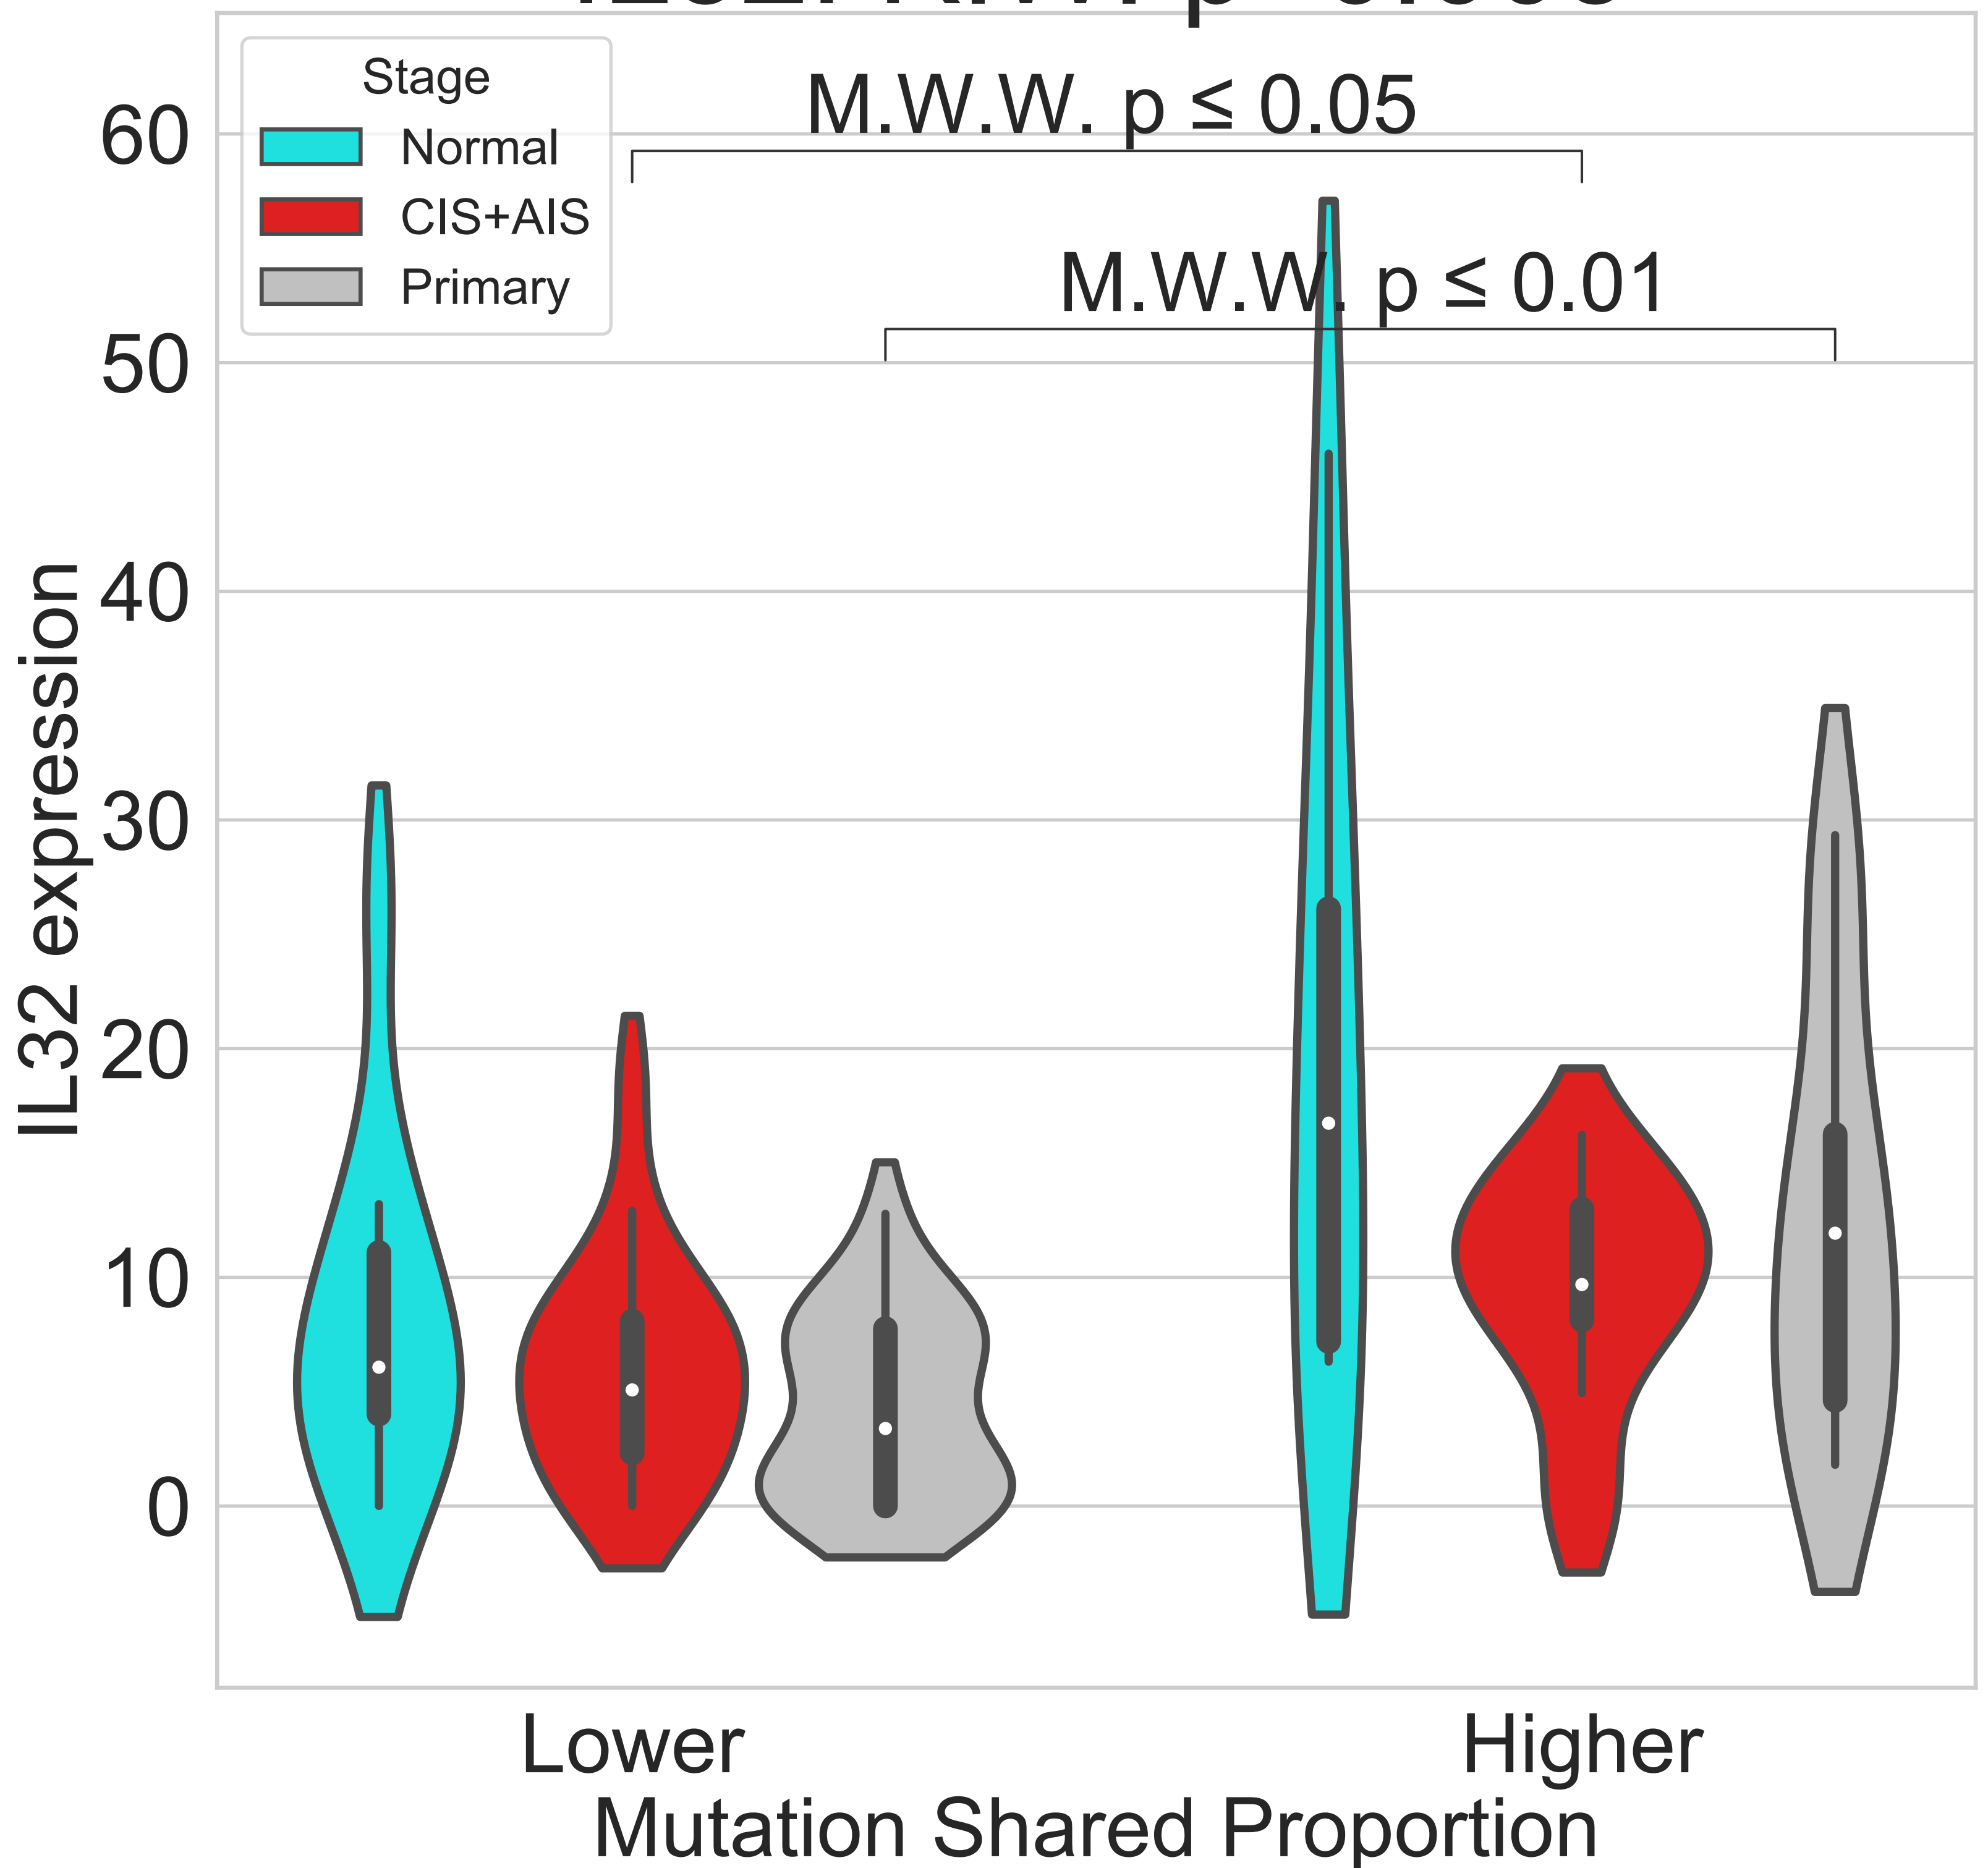 M.W.W. p ≤ 0.05
Stage
Normal
CIS+AIS
Primary
M.W.W. p ≤ 0.01
60
50
40
30
20
10
0
IL32 expression
Lower
Higher
Mutation Shared Proportion